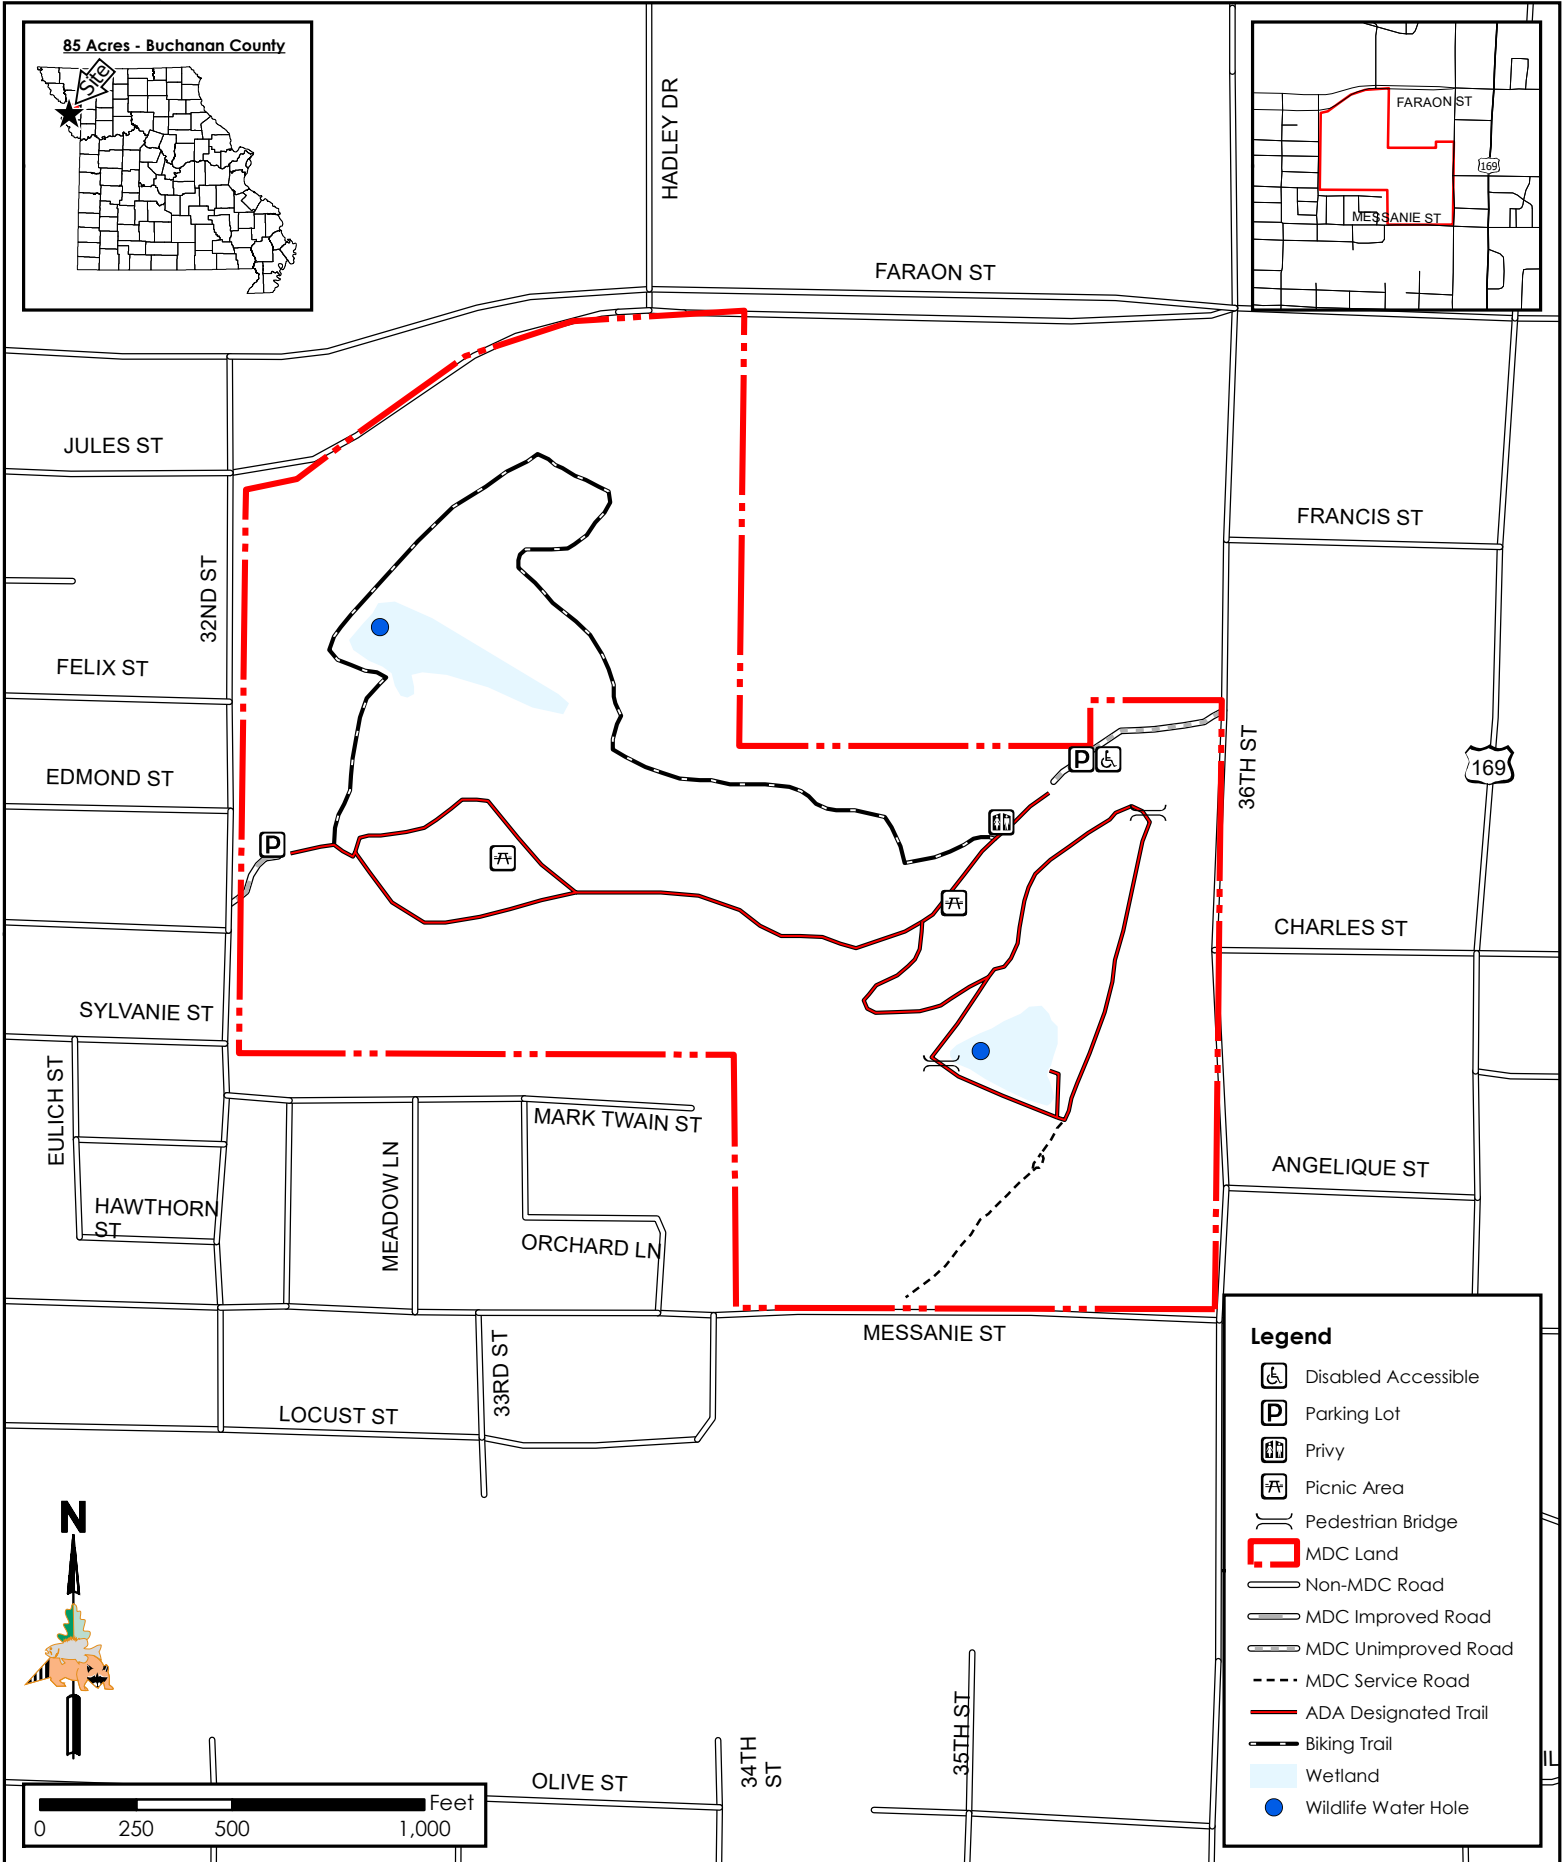 85 Acres - Buchanan County
Site
HADLEY DR
FARAON ST
169
MESSANIE ST
FARAON ST
JULES ST
FRANCIS ST
32ND ST
FELIX ST
EDMOND ST
36TH ST
169
P
P
CHARLES ST
SYLVANIE ST
EULICH ST
MARK TWAIN ST
MEADOW LN
ANGELIQUE ST
HAWTHORN
ST
ORCHARD LN
MESSANIE ST
33RD ST
LOCUST ST
N
35TH ST
34TH
ST
OLIVE ST
IL
Feet
0 250 500 1,000
Legend
Disabled Accessible
P Parking Lot
Privy
Picnic Area
Pedestrian Bridge
MDC Land
Non-MDC Road
MDC Improved Road
MDC Unimproved Road
MDC Service Road
ADA Designated Trail
Biking Trail
Wetland
Wildlife Water Hole